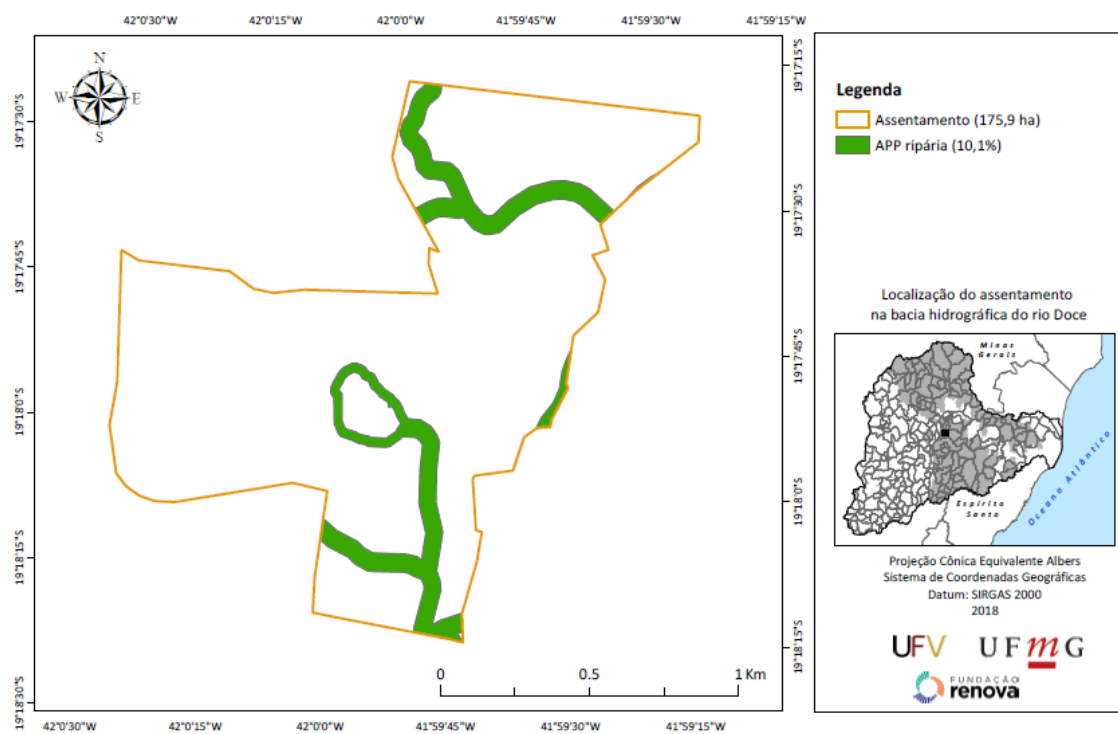 42°0'30"W 42°0'15"W 42°0'0"W 41°59'45"W 41°59'30"W 41°59'15"W
N
W E
S
19°17'30"S
19°17'45"S
19°18'0"S
19°18'15"S
19°18'30"S
19°17'15"S
19°17'30"S
19°17'45"S
19°18'0"S
19°18'15"S
0 0.5 1 Km
42°0'30"W 42°0'15"W 42°0'0"W 41°59'45"W 41°59'30"W 41°59'15"W
Legenda
Assentamento (175,9 ha)
APP ripária (10,1%)
Localização do assentamento
na bacia hidrográfica do rio Doce
Minas
Gerais
Espírito
Santo
Oceano Atlântico
Projeção Cônica Equivalente Albers
Sistema de Coordenadas Geográficas
Datum: SIRGAS 2000
2018
UFV UFmG
FUNDAÇÃO
renova